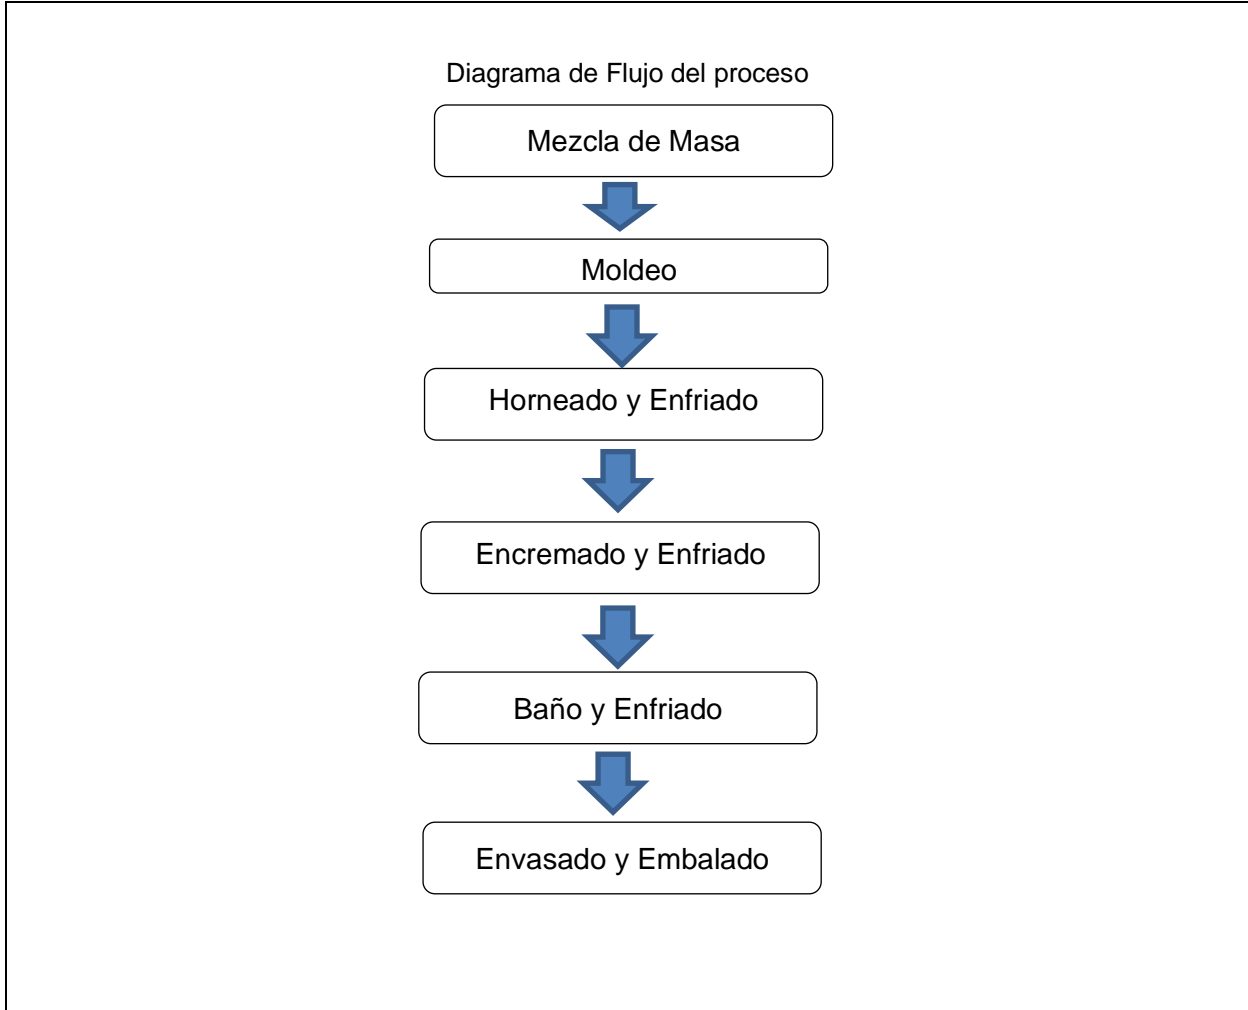 Diagrama de Flujo del proceso
Mezcla de Masa
Moldeo
Horneado y Enfriado
Encremado y Enfriado
Baño y Enfriado
Envasado y Embalado